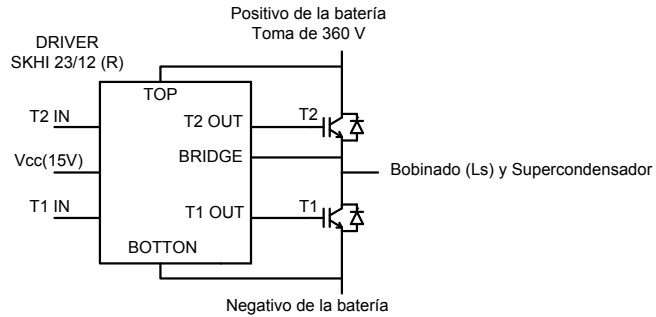 Positivo de la batería
Toma de 360 V
DRIVER
SKHI 23/12 (R)
TOP
T2 IN
T2 OUT
T2
BRIDGE
Vcc(15V)
Bobinado (Ls) y Supercondensador
T1 IN
T1 OUT
T1
BOTTON
Negativo de la batería